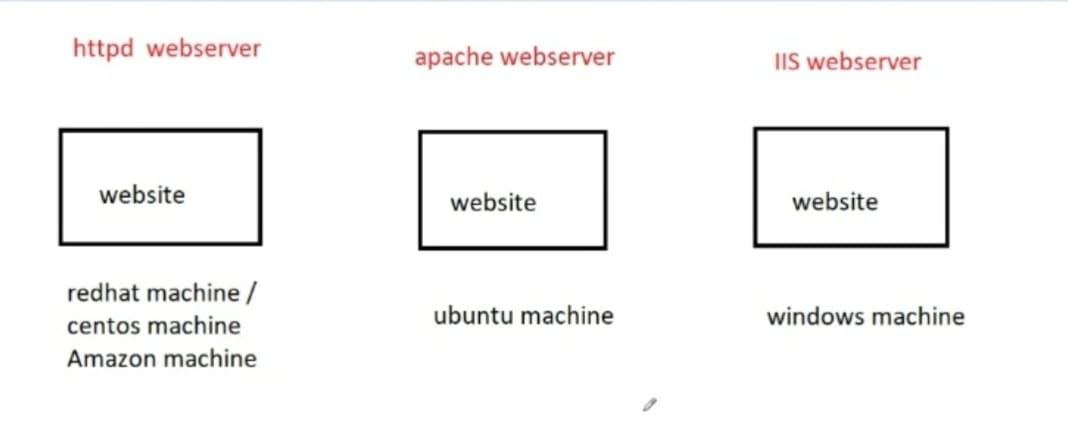 httpd webserver
apache webserver
IIS webserver
website
website
website
redhat machine /
centos machine
Amazon machine
ubuntu machine
windows machine